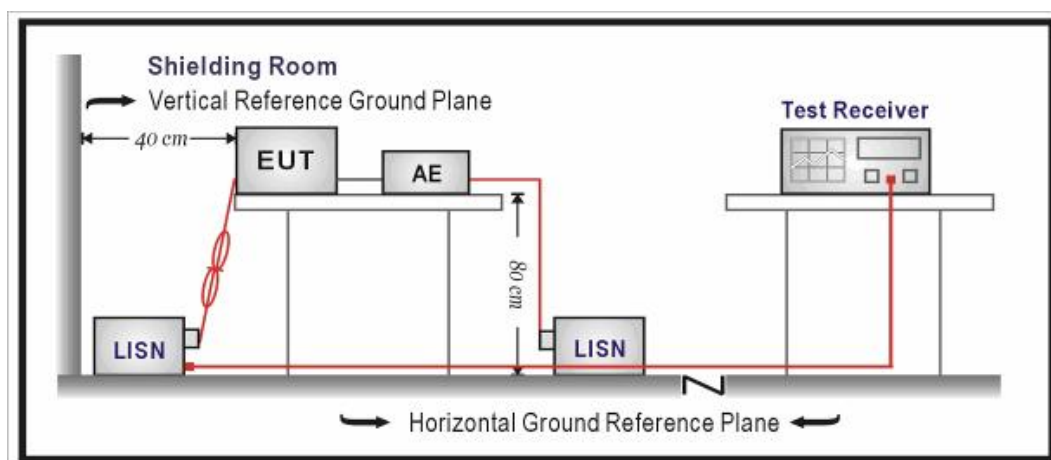 Shielding Room
Vertical Reference Ground Plane
40 cm
Test Receiver
EUT
AE
80 cm
LISN
LISN
Horizontal Ground Reference Plane